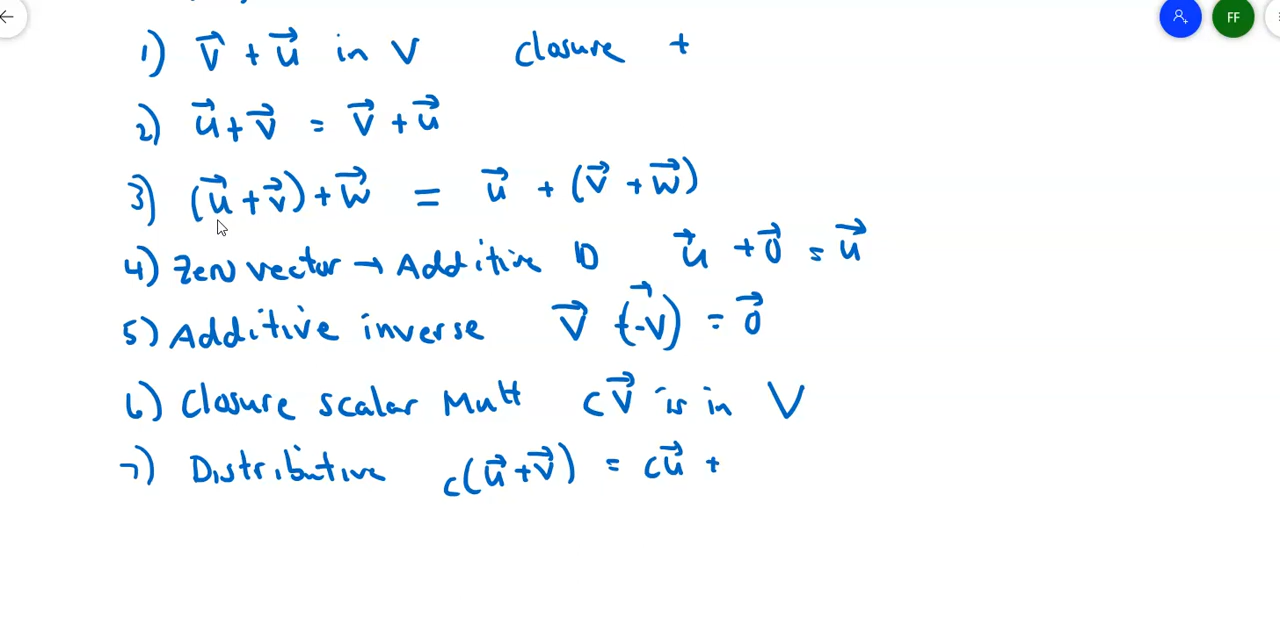 FF
1) v⃗ + u⃗ in V closure +
2) u⃗ + v⃗ = v⃗ + u⃗
3) (u⃗ + v⃗) + w⃗ = u⃗ + (v⃗ + w⃗)
4) Zero vector → Additive ID u⃗ + 0⃗ = u⃗
5) Additive inverse v⃗ (-v⃗) = 0⃗
6) Closure scalar Mult cv⃗ is in V
7) Distributive c(u⃗ + v⃗) = cu⃗ +